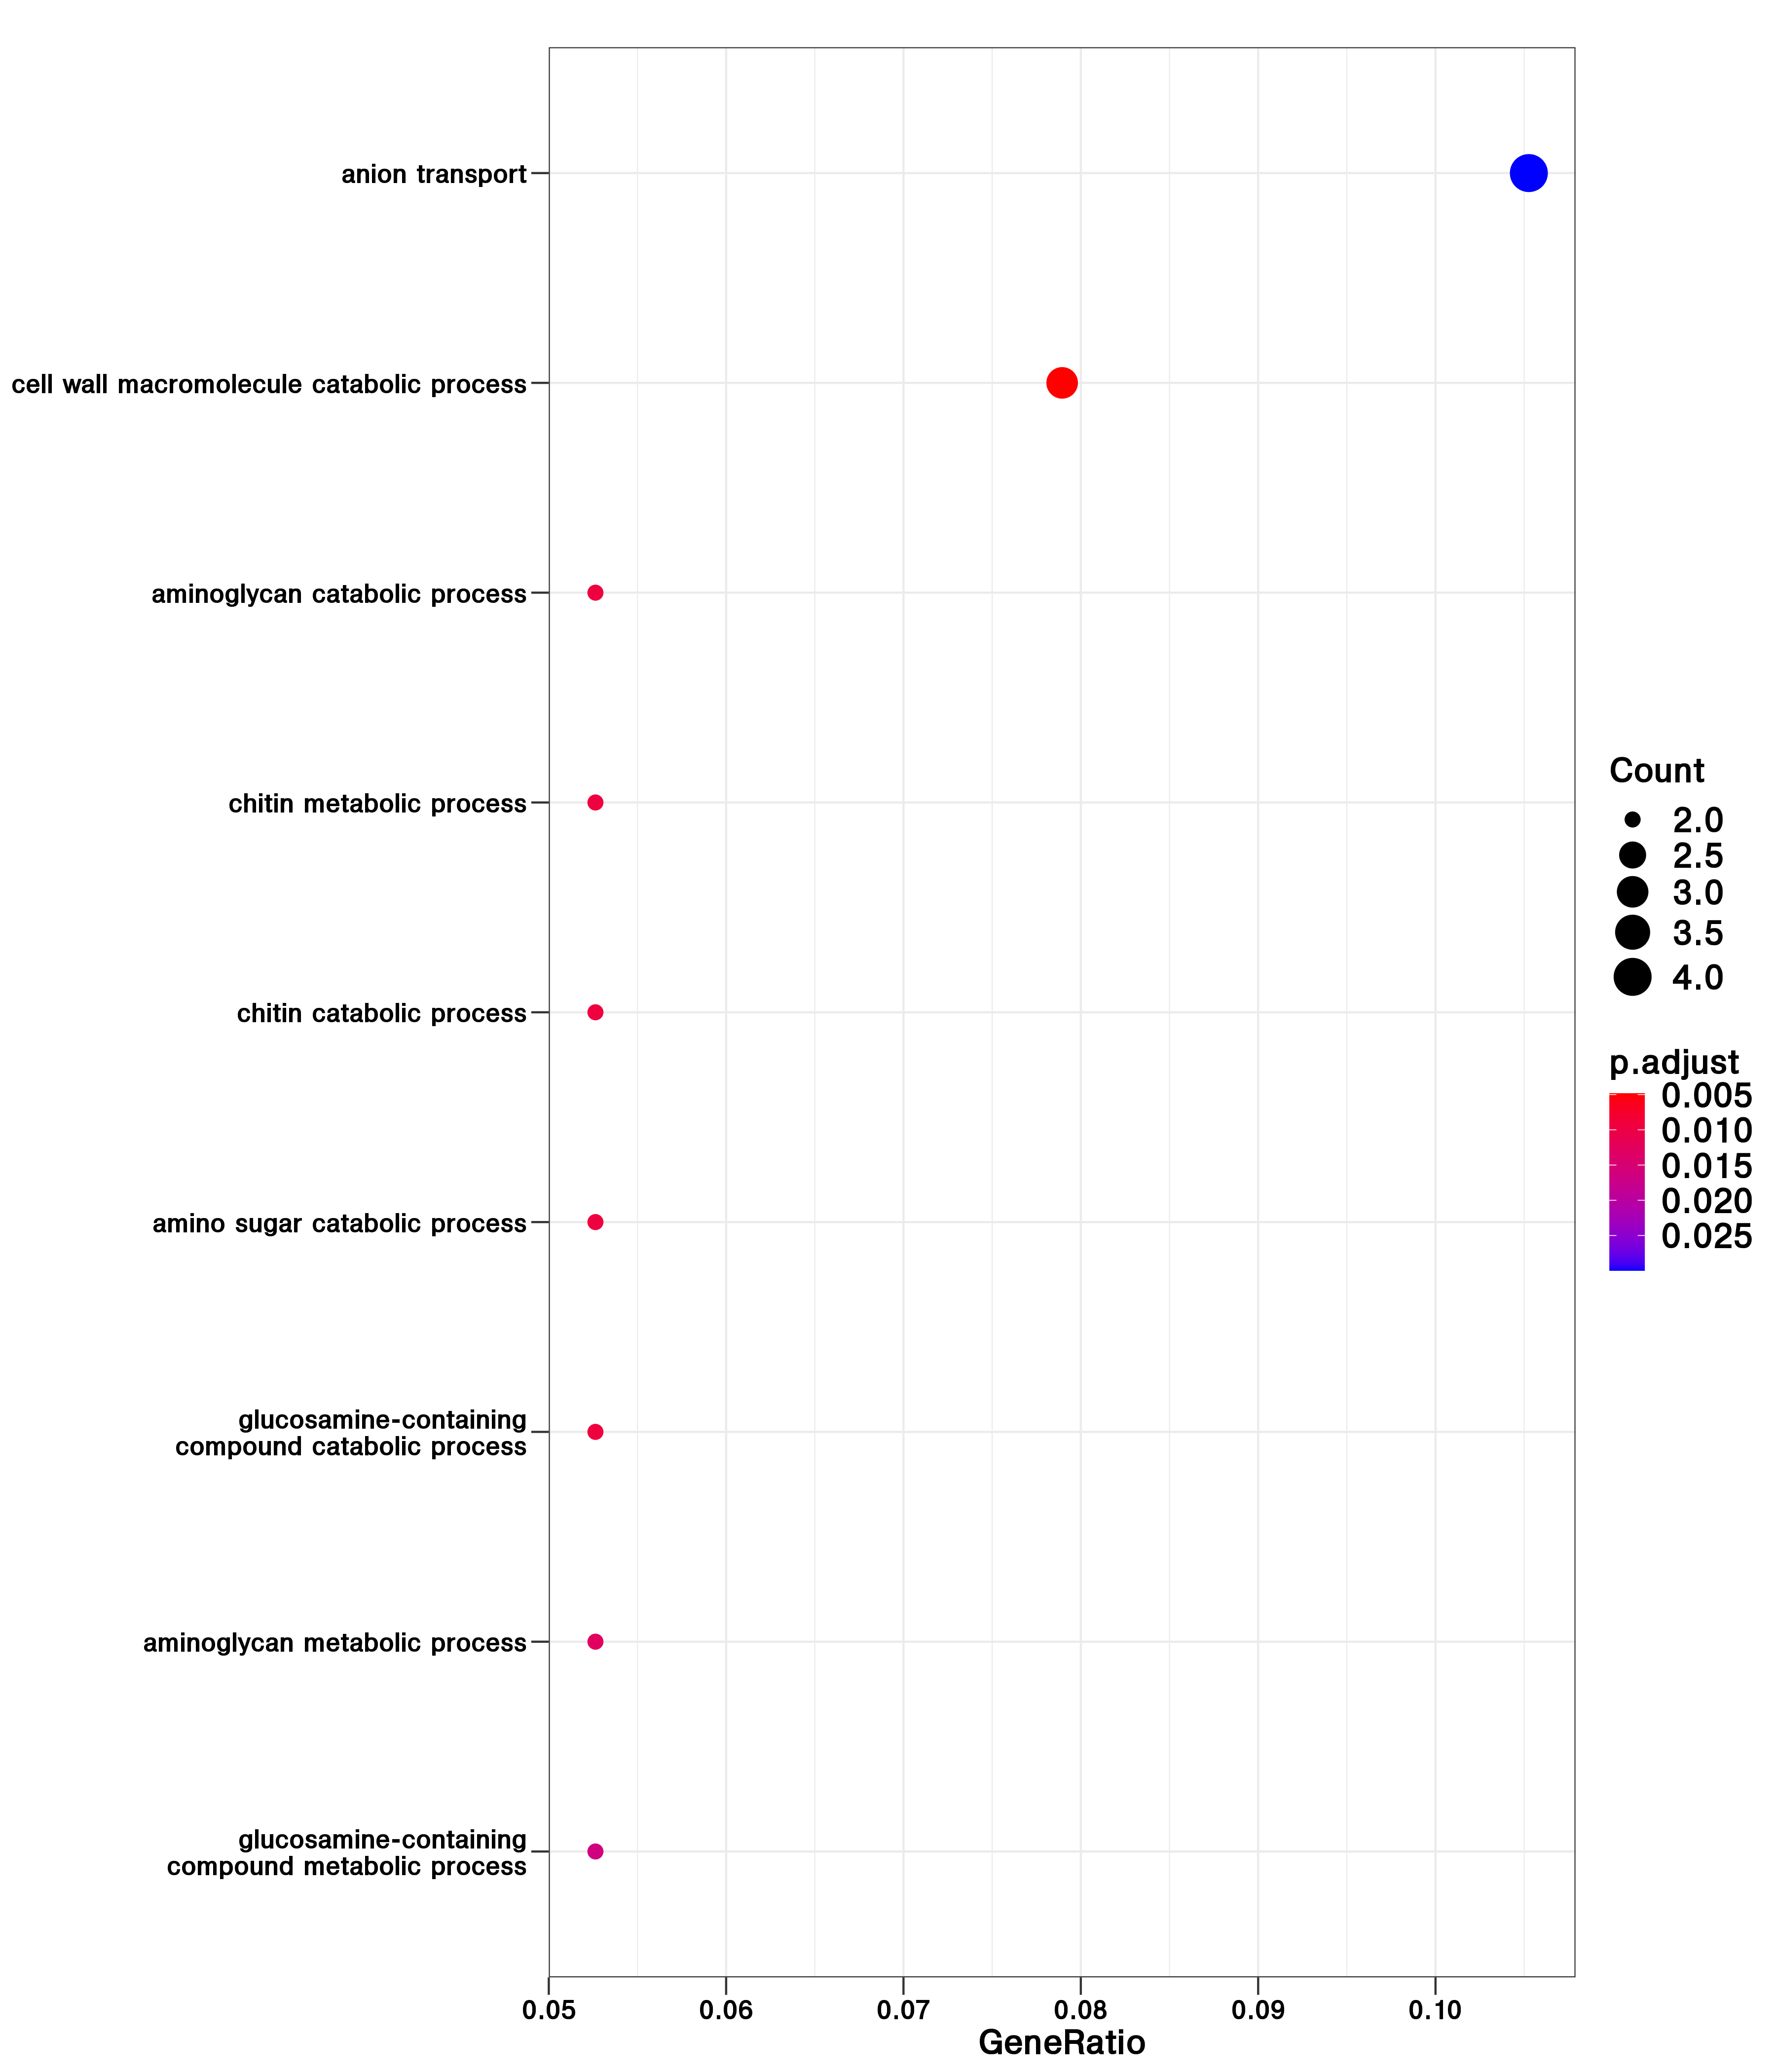 anion transport
cell wall macromolecule catabolic process
aminoglycan catabolic process
chitin metabolic process
chitin catabolic process
amino sugar catabolic process
glucosamine-containing
compound catabolic process
aminoglycan metabolic process
glucosamine-containing
compound metabolic process
0.05 0.06 0.07 0.08 0.09 0.10
GeneRatio
Count
2.0
2.5
3.0
3.5
4.0
p.adjust
0.005
0.010
0.015
0.020
0.025